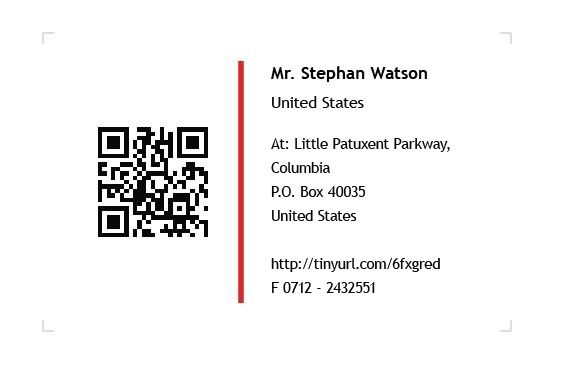 Mr. Stephan Watson
United States
At: Little Patuxent Parkway,
Columbia
P.O. Box 40035
United States
http://tinyurl.com/6fxgred
F 0712 - 2432551